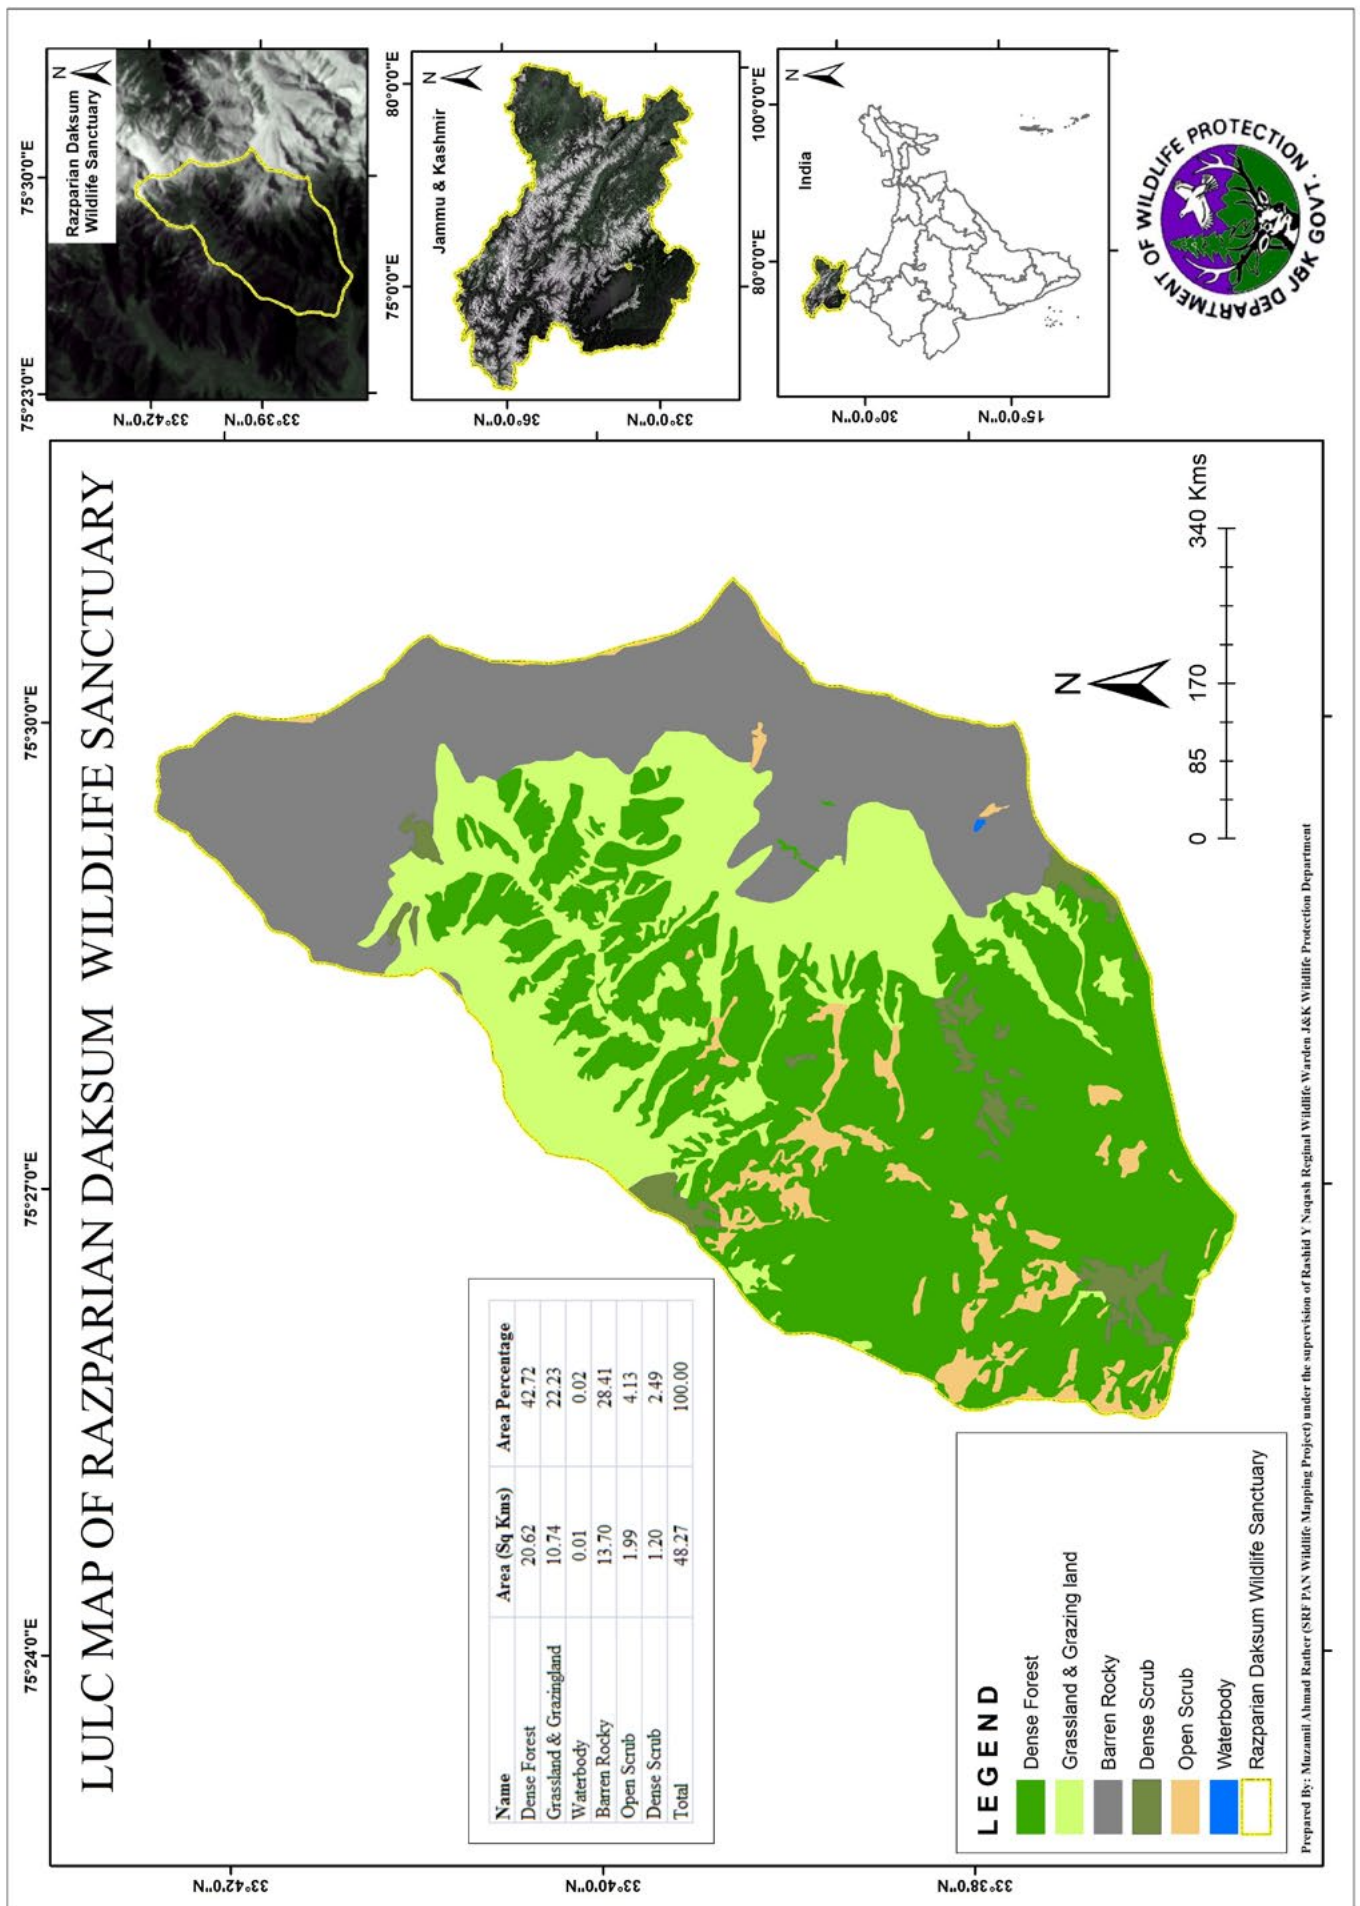 LULC MAP OF RAZPARIAN DAKSUM WILDLIFE SANCTUARY
75°24'0"E 75°27'0"E 75°30'0"E
33°42'0"N
33°40'0"N
33°38'0"N
Name Area (Sq Kms) Area Percentage
Dense Forest 20.62 42.72
Grassland & Grazingland 10.74 22.23
Waterbody 0.01 0.02
Barren Rocky 13.70 28.41
Open Scrub 1.99 4.13
Dense Scrub 1.20 2.49
Total 48.27 100.00
LEGEND
Dense Forest
Grassland & Grazing land
Barren Rocky
Dense Scrub
Open Scrub
Waterbody
Razparian Daksum Wildlife Sanctuary
N
0 85 170 340 Kms
Prepared By: Muzamil Ahmad Rather (SRF PAN Wildlife Mapping Project) under the supervision of Rashid Y Naqash Reginal Wildlife Warden J&K Wildlife Protection Department
75°23'0"E 75°30'0"E
Razparian Daksum
Wildlife Sanctuary
N
33°42'0"N
33°39'0"N
75°0'0"E 80°0'0"E
Jammu & Kashmir
N
36°0'0"N
33°0'0"N
80°0'0"E 100°0'0"E
India
N
30°0'0"N
15°0'0"N
DEPARTMENT OF WILDLIFE PROTECTION. J&K GOVT.